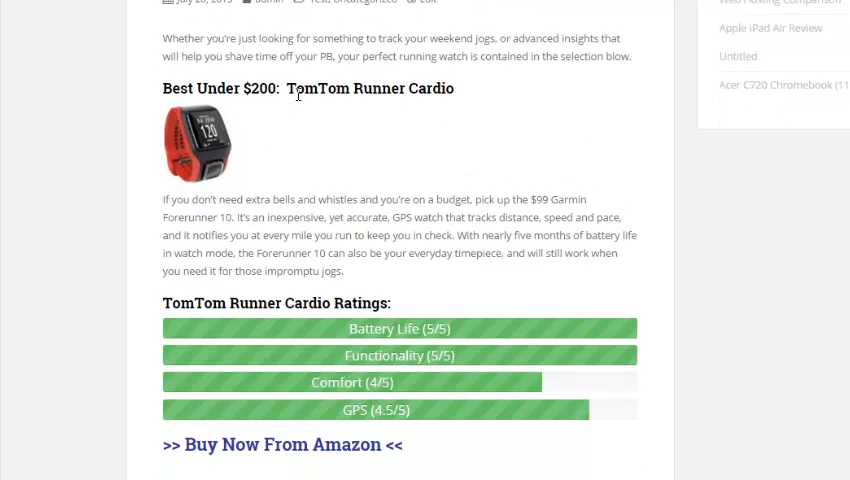 July 20, 2015 admin Test, Uncategorized Edit
Web Hosting Comparison
Whether you're just looking for something to track your weekend jogs, or advanced insights that
will help you shave time off your PB, your perfect running watch is contained in the selection blow.
Apple iPad Air Review
Untitled
Acer C720 Chromebook (11
Best Under $200: TomTom Runner Cardio
120
If you don't need extra bells and whistles and you're on a budget, pick up the $99 Garmin
Forerunner 10. It's an inexpensive, yet accurate, GPS watch that tracks distance, speed and pace,
and it notifies you at every mile you run to keep you in check. With nearly five months of battery life
in watch mode, the Forerunner 10 can also be your everyday timepiece, and will still work when
you need it for those impromptu jogs.
TomTom Runner Cardio Ratings:
Battery Life (5/5)
Functionality (5/5)
Comfort (4/5)
GPS (4.5/5)
>> Buy Now From Amazon <<